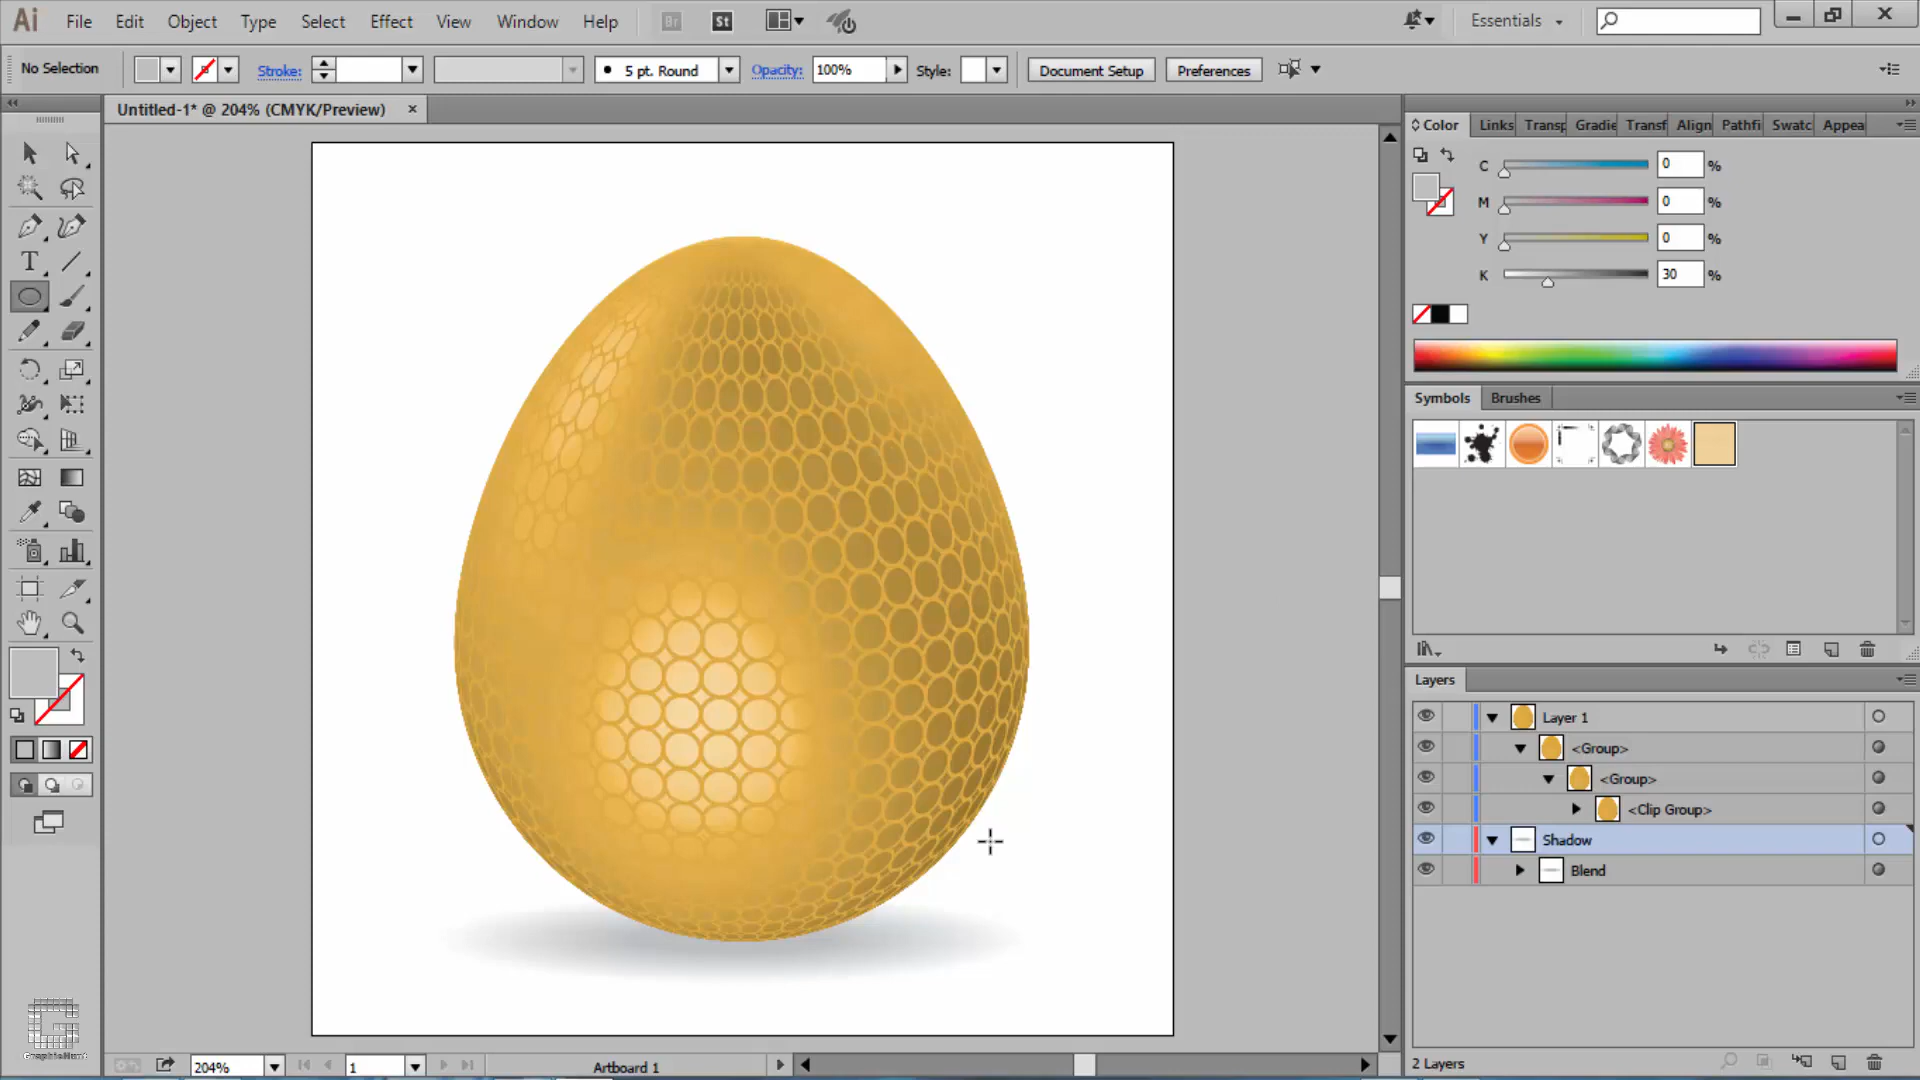 Ai File Edit Object Type Select Effect View Window Help Br St Essentials
No Selection Stroke: 5 pt. Round Opacity: 100% Style: Document Setup Preferences
Untitled-1* @ 204% (CMYK/Preview)
Color Links Transp Gradie Transf Align Pathfi Swatc Appea
C 0 %
M 0 %
Y 0 %
K 30 %
Symbols Brushes
T
Layers
Layer 1
<Group>
<Group>
<Clip Group>
Shadow
Blend
G
GraphixHunt
204% 1 Artboard 1
2 Layers